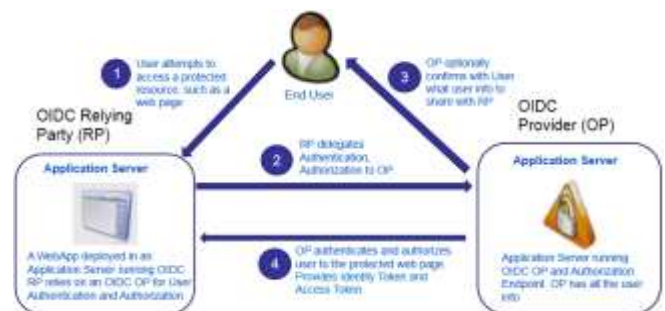 1
User attempts to
access a protected
resource, such as a
web page
End User
3
OP optionally
confirms with User
what user info to
share with RP
OIDC Relying
Party (RP)
OIDC
Provider (OP)
2
RP delegates
Authentication,
Authorization to OP
Application Server
A WebApp deployed in an
Application Server running OIDC
RP relies on an OIDC OP for User
Authentication and Authorization
4
OP authenticates and authorizes
user to the protected web page.
Provides Identity Token and
Access Token
Application Server
Application Server running
OIDC OP and Authorization
Endpoint. OP has all the user
info